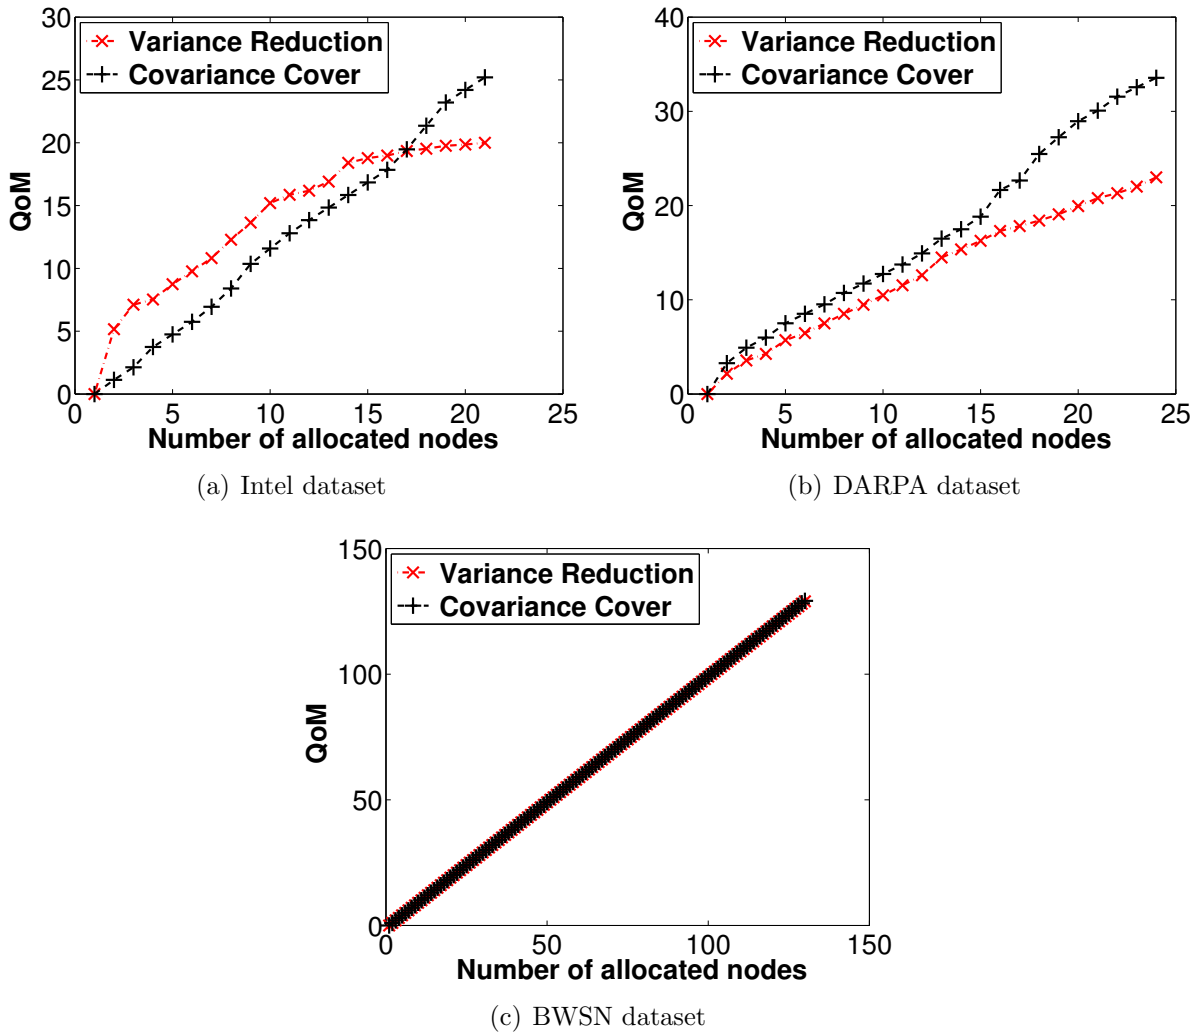 30
25
20
15
10
5
0
QoM
Variance Reduction
Covariance Cover
0 5 10 15 20 25
Number of allocated nodes
(a) Intel dataset
40
30
20
10
0
QoM
Variance Reduction
Covariance Cover
0 5 10 15 20 25
Number of allocated nodes
(b) DARPA dataset
150
100
50
0
QoM
Variance Reduction
Covariance Cover
0 50 100 150
Number of allocated nodes
(c) BWSN dataset